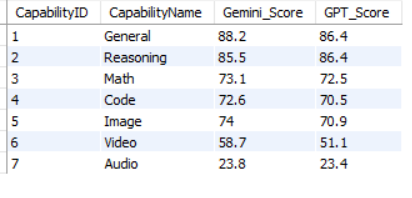 CapabilityID CapabilityName Gemini_Score GPT_Score
1 General 88.2 86.4
2 Reasoning 85.5 86.4
3 Math 73.1 72.5
4 Code 72.6 70.5
5 Image 74 70.9
6 Video 58.7 51.1
7 Audio 23.8 23.4